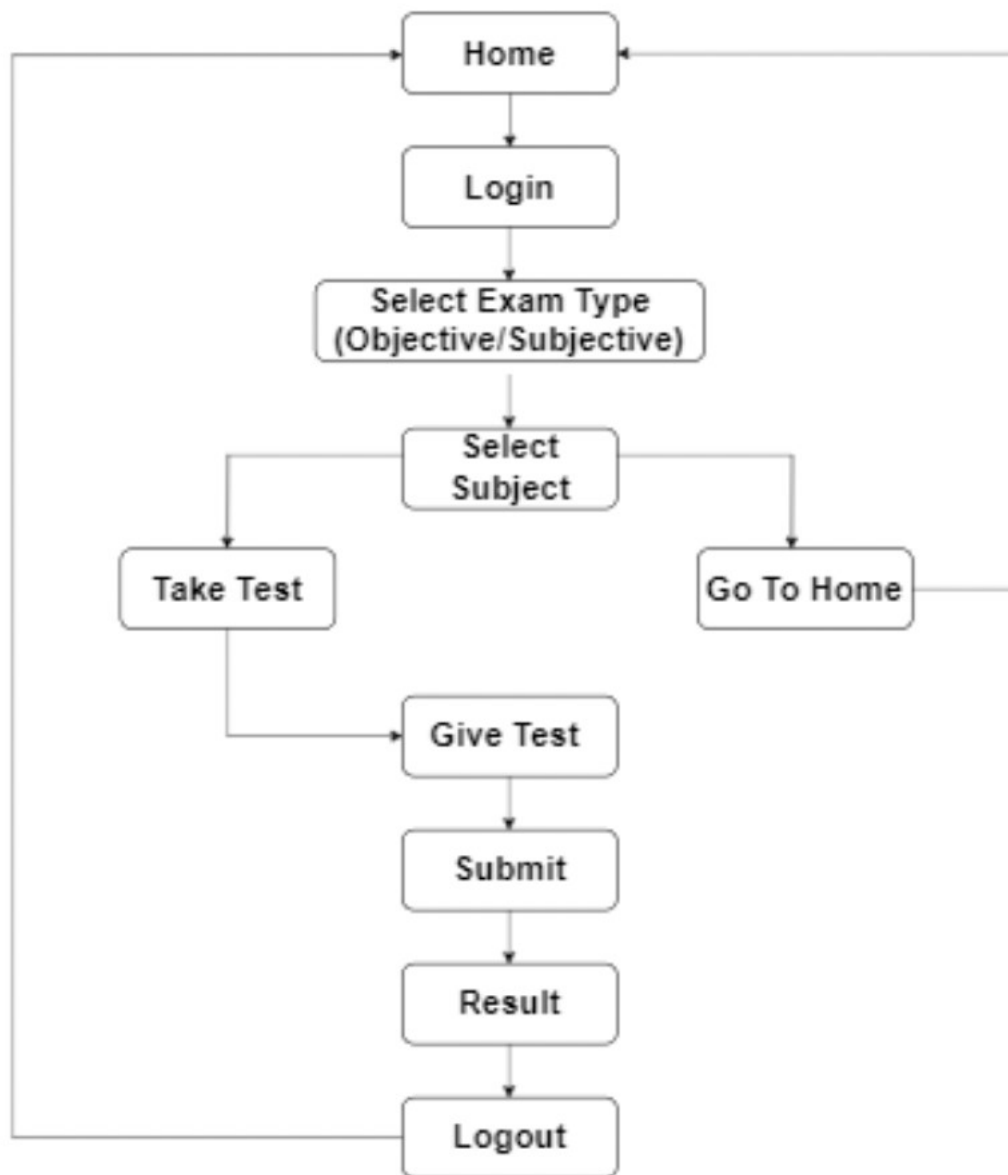 Home
Login
Select Exam Type
(Objective/Subjective)
Select
Subject
Take Test
Go To Home
Give Test
Submit
Result
Logout